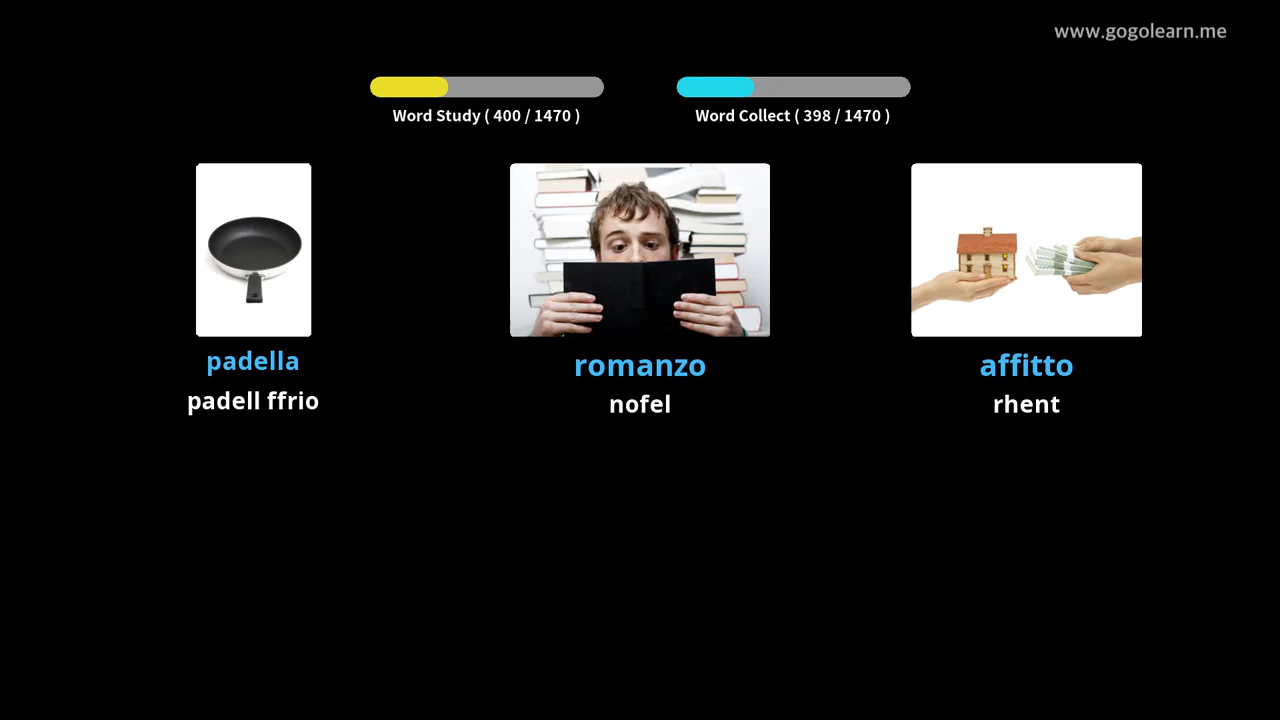 www.gogolearn.me
Word Study ( 400 / 1470 )
Word Collect ( 398 / 1470 )
padella
padell ffrio
romanzo
nofel
affitto
rhent